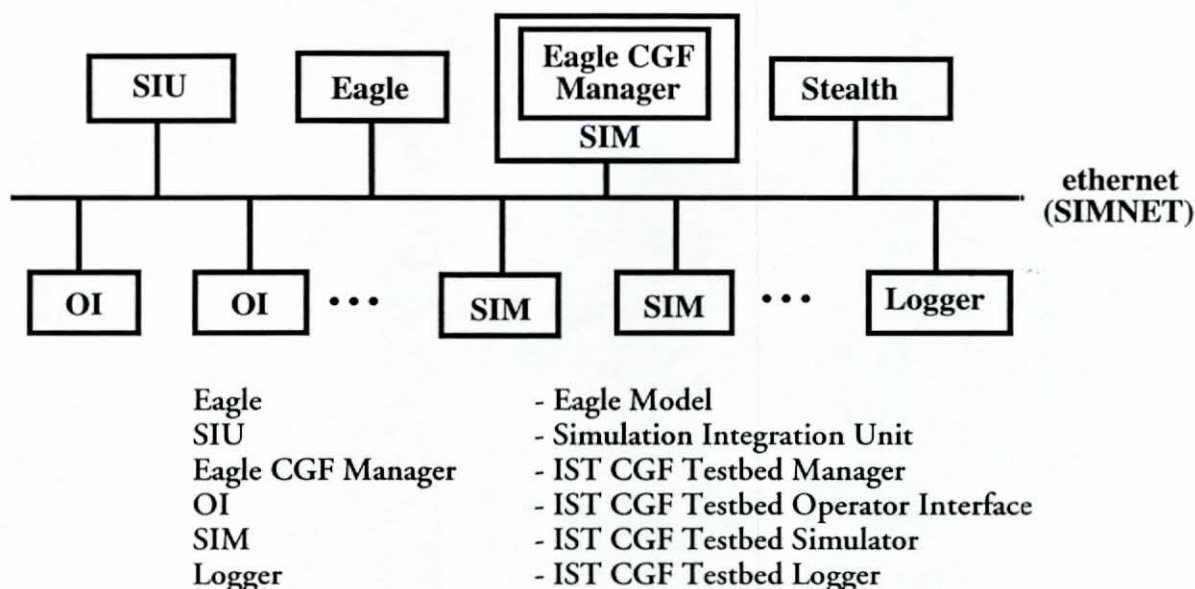 SIU
Eagle
Eagle CGF
Manager
SIM
Stealth
ethernet
(SIMNET)
OI
OI
•••
SIM
SIM
•••
Logger
Eagle - Eagle Model
SIU - Simulation Integration Unit
Eagle CGF Manager - IST CGF Testbed Manager
OI - IST CGF Testbed Operator Interface
SIM - IST CGF Testbed Simulator
Logger - IST CGF Testbed Logger